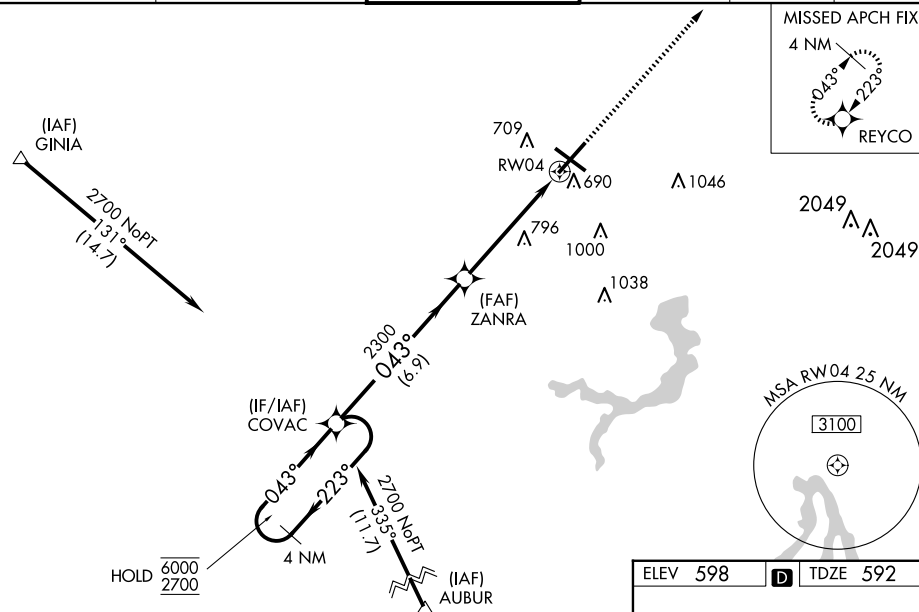 MISSED APCH FIX
4 NM
043°
223°
REYCO
(IAF)
GINIA
2700 NoPT
131°
(14.7)
709
RW04
690
1046
796
1000
2049
2049
1038
(FAF)
ZANRA
2300
043°
(6.9)
(IF/IAF)
COVAC
043°
223°
4 NM
HOLD 6000
2700
2700 NoPT
335°
(11.7)
(IAF)
AUBUR
MSA RW04 25 NM
3100
ELEV 598 D TDZE 592